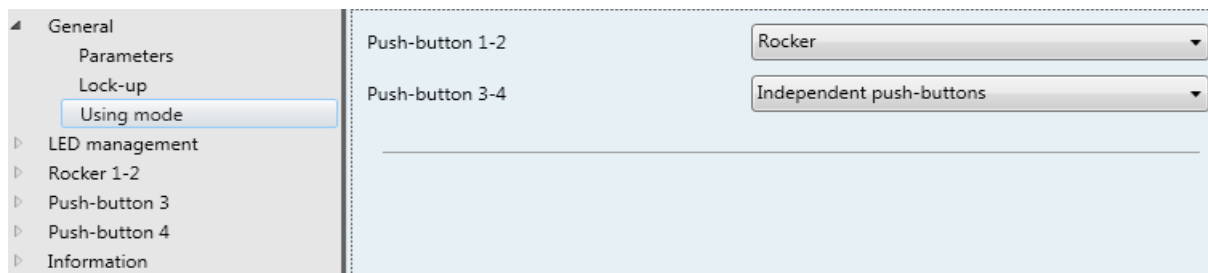 General
Parameters
Lock-up
Using mode
LED management
Rocker 1-2
Push-button 3
Push-button 4
Information
Push-button 1-2 Rocker
Push-button 3-4 Independent push-buttons